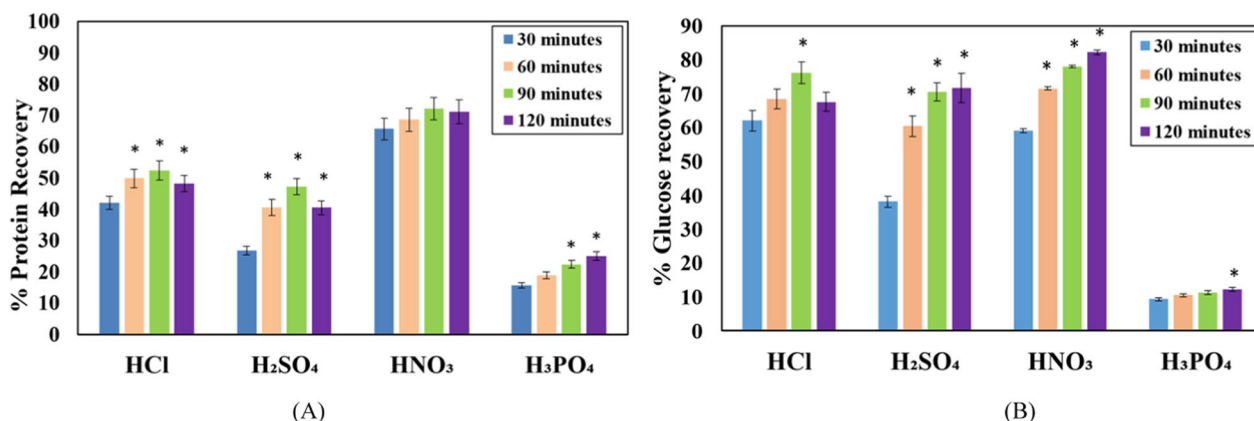 % Protein Recovery
100
90
80
70
60
50
40
30
20
10
0
30 minutes
60 minutes
90 minutes
120 minutes
* * *
* * *
* *
HCl H₂SO₄ HNO₃ H₃PO₄
(A)
% Glucose recovery
90
80
70
60
50
40
30
20
10
0
30 minutes
60 minutes
90 minutes
120 minutes
*
* * *
* * *
*
HCl H₂SO₄ HNO₃ H₃PO₄
(B)